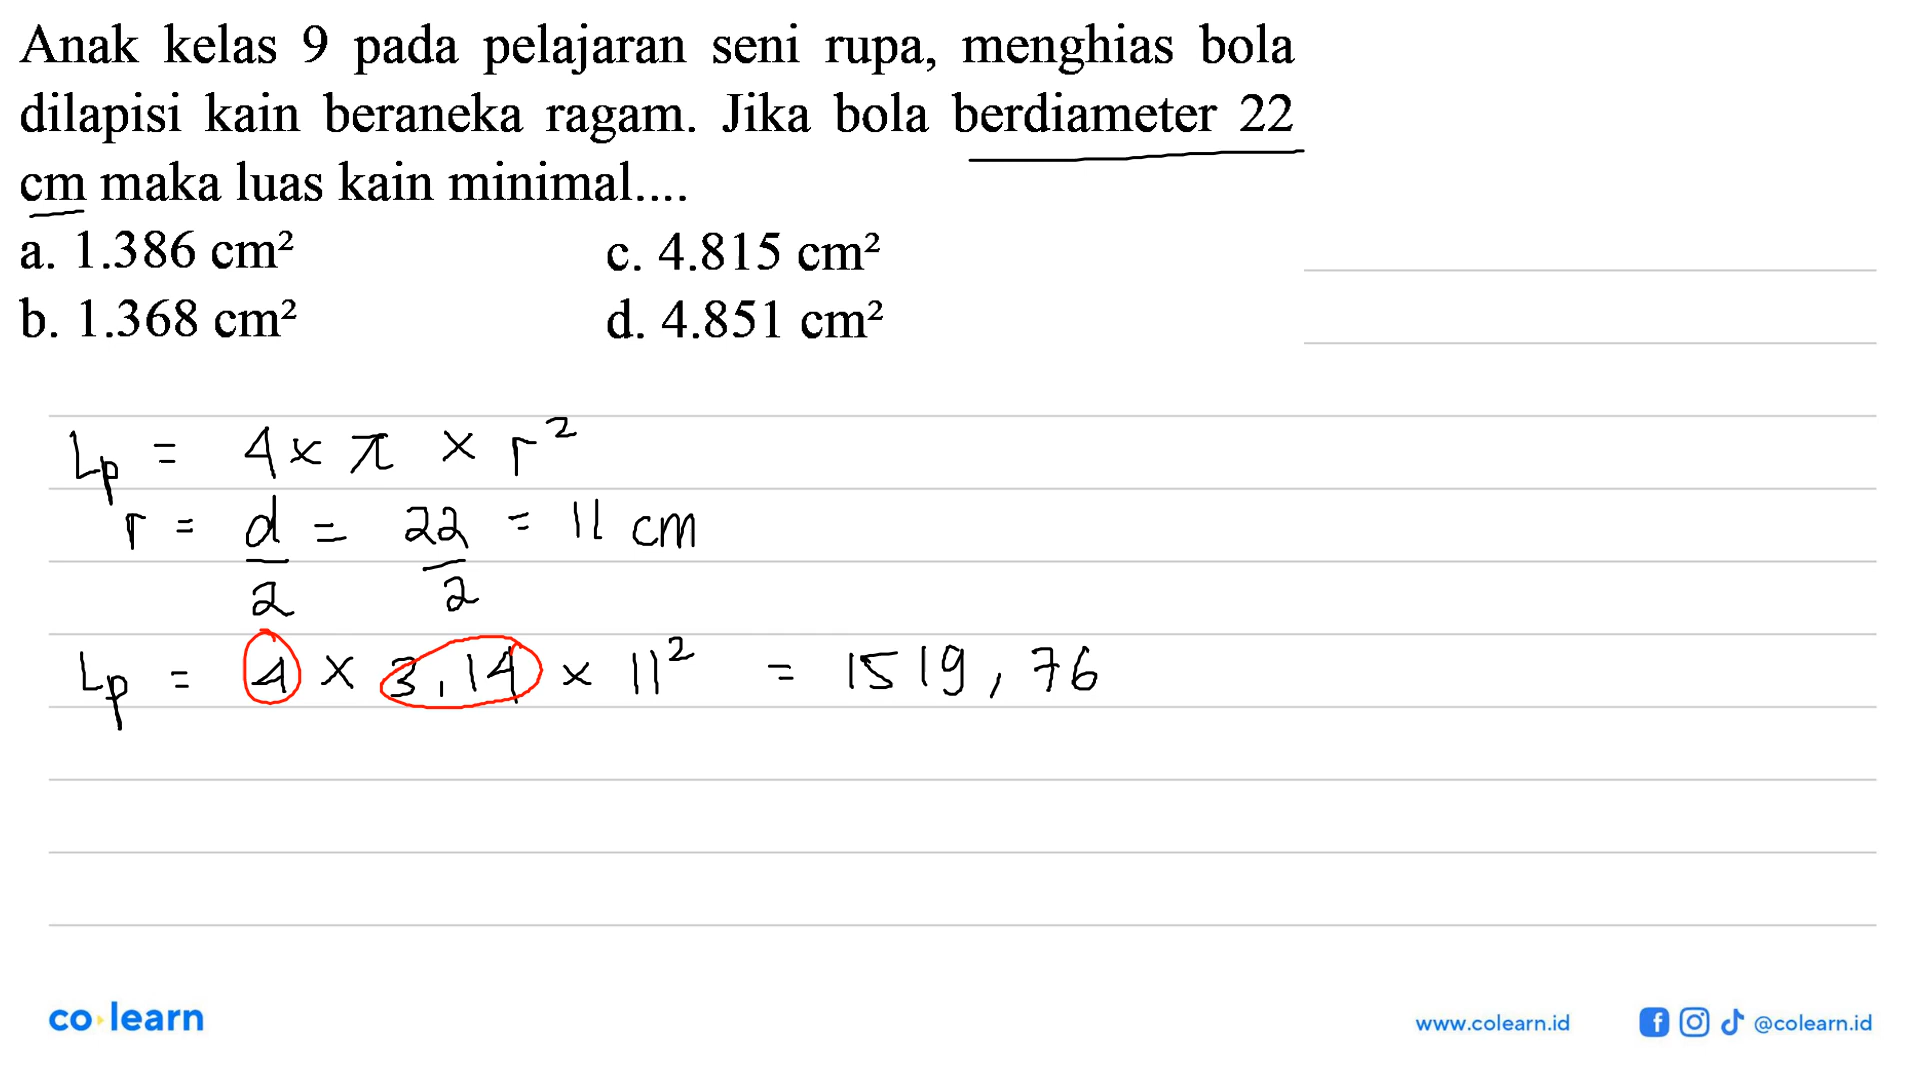 Anak kelas 9 pada pelajaran seni rupa, menghias bola
dilapisi kain beraneka ragam. Jika bola berdiameter 22
cm maka luas kain minimal....
a. 1.386 cm² c. 4.815 cm²
b. 1.368 cm² d. 4.851 cm²
Lp = 4 x π x r²
r = d/2 = 22/2 = 11 cm
Lp = 4 x 3,14 x 11² = 1519,76
co learn
www.colearn.id @colearn.id